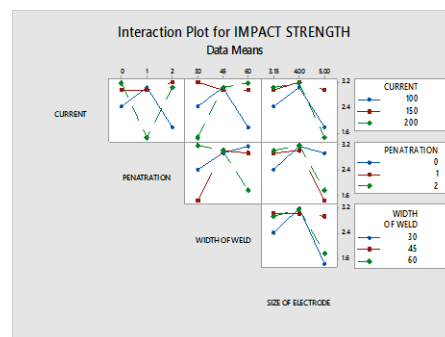 Interaction Plot for IMPACT STRENGTH
Data Means
0 1 2 30 45 60 3.15 4.00 5.00
CURRENT
3.2
2.4
1.6
CURRENT
100
150
200
PENATRATION
3.2
2.4
1.6
PENATRATION
0
1
2
WIDTH OF WELD
3.2
2.4
1.6
WIDTH
OF WELD
30
45
60
SIZE OF ELECTRODE